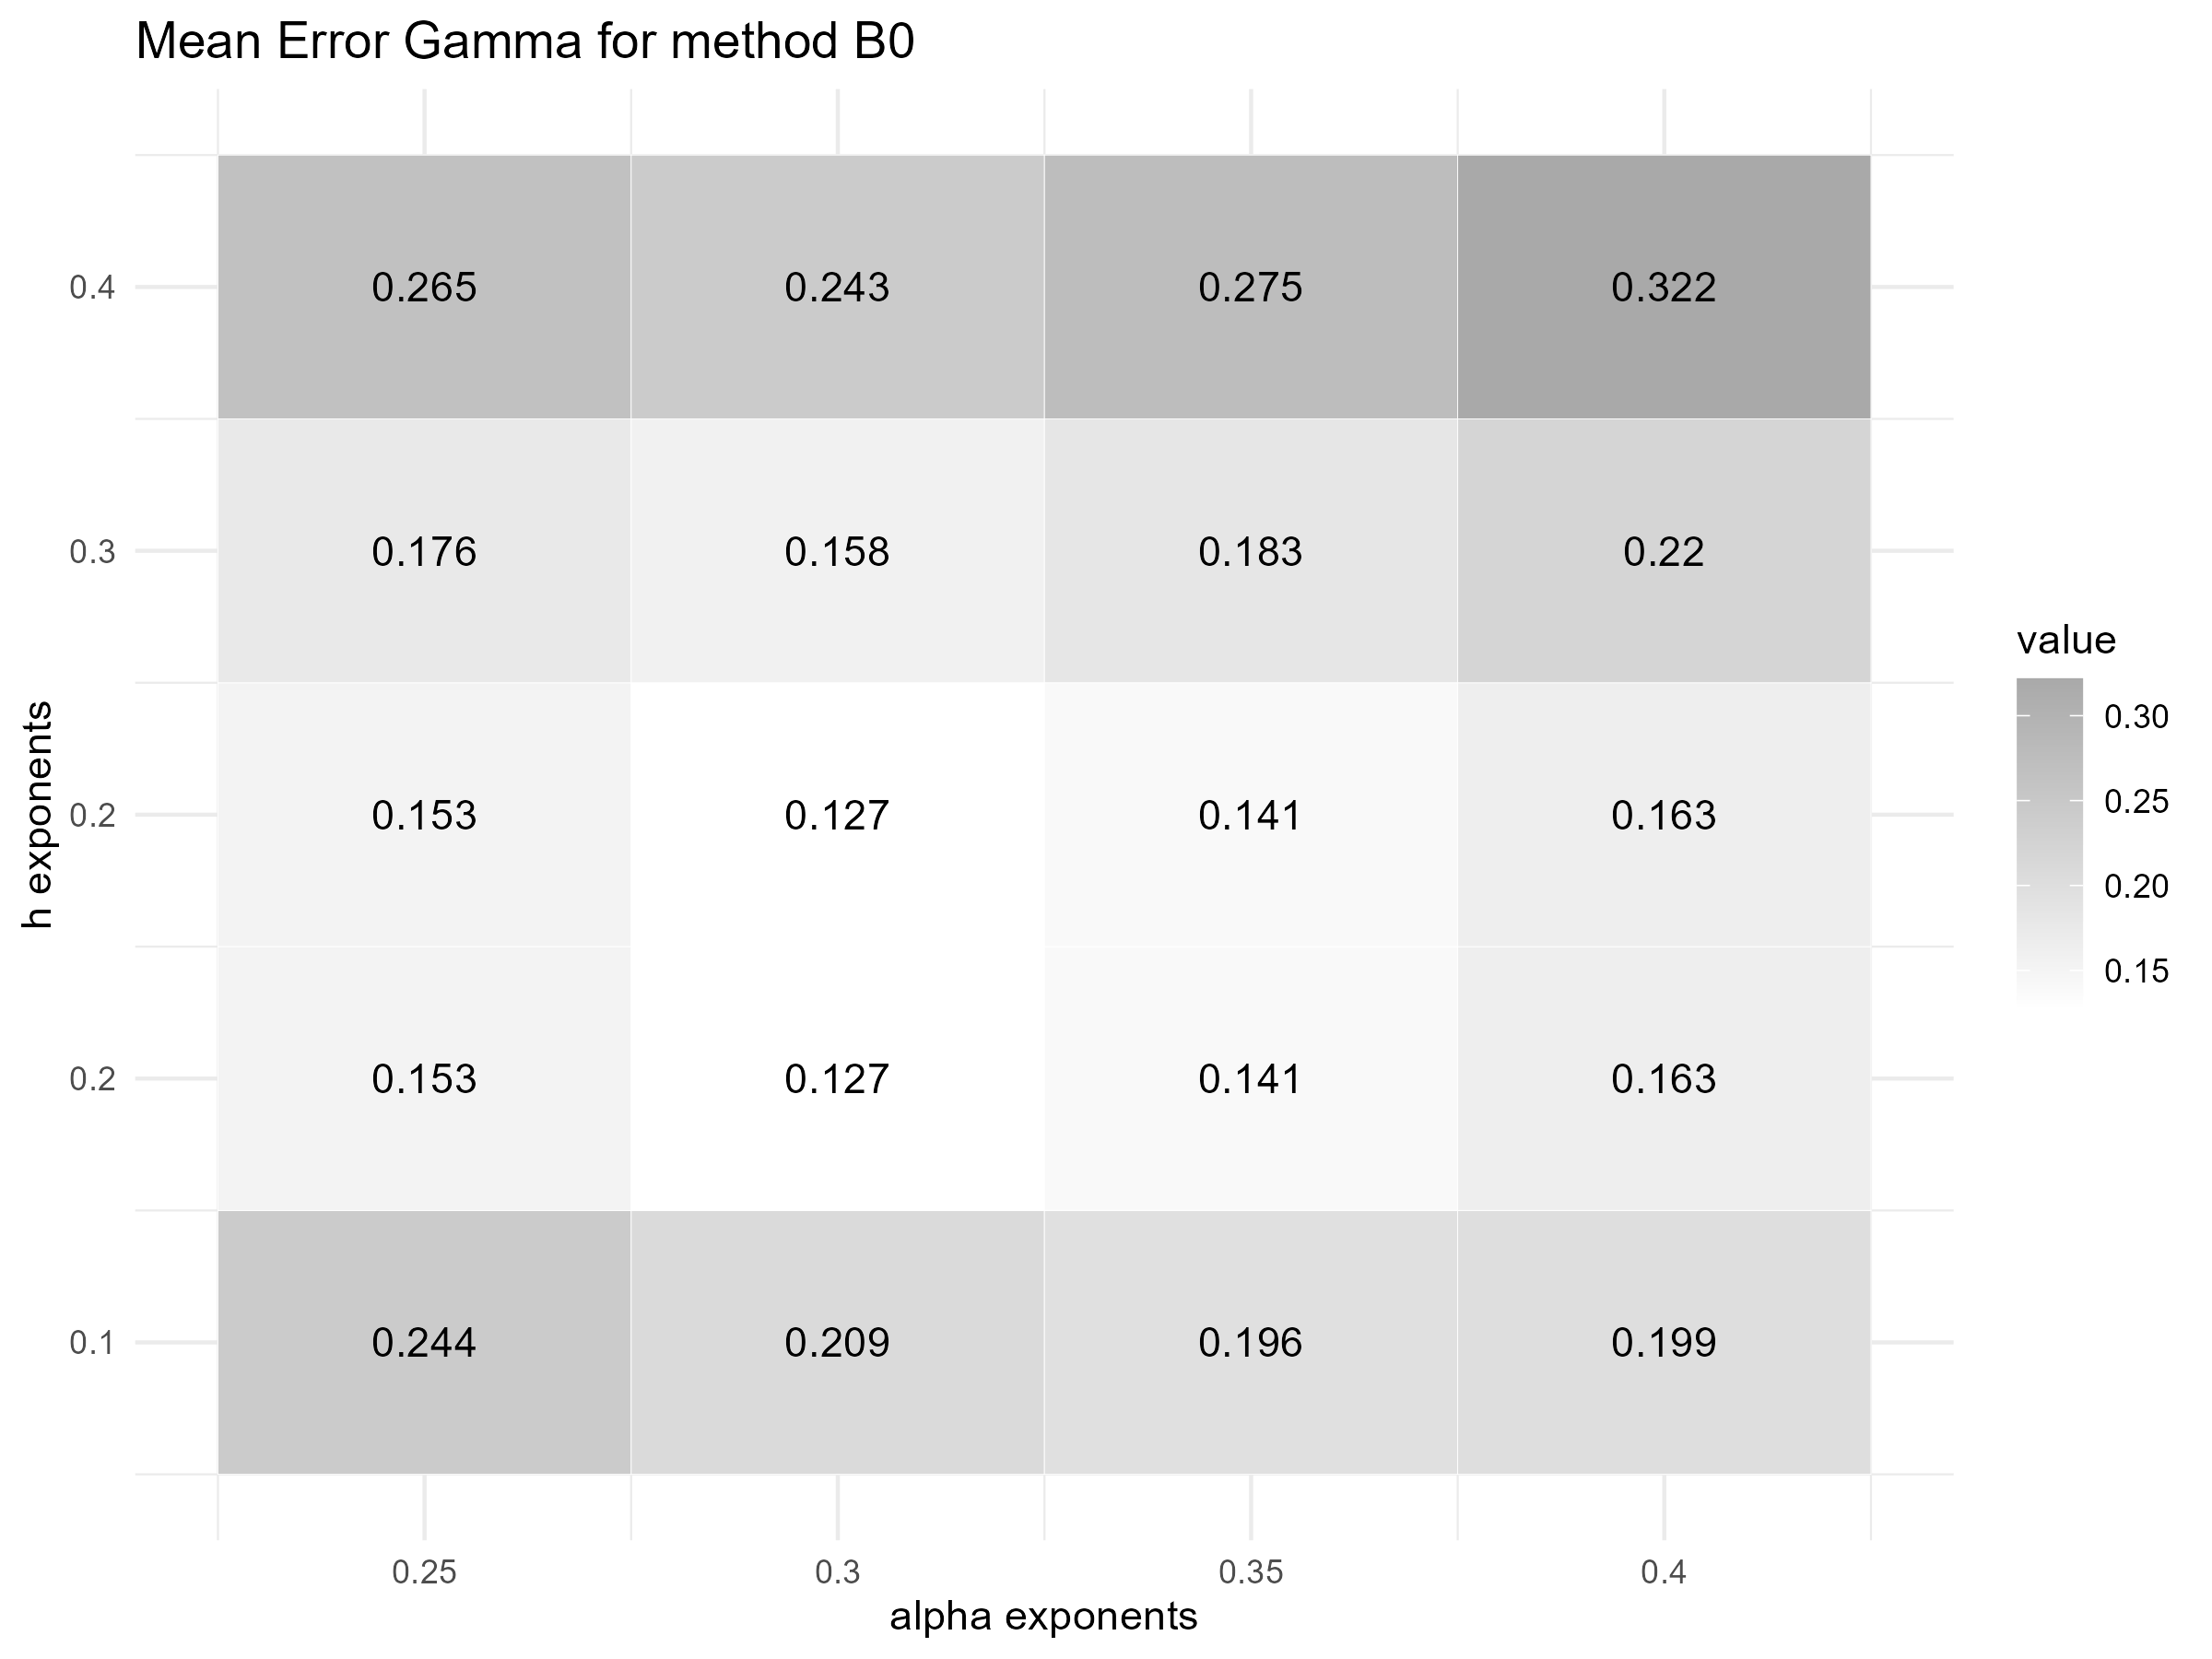 Mean Error Gamma for method B0
0.4 0.265 0.243 0.275 0.322
0.3 0.176 0.158 0.183 0.22
0.2 0.153 0.127 0.141 0.163
0.2 0.153 0.127 0.141 0.163
0.1 0.244 0.209 0.196 0.199
0.25 0.3 0.35 0.4
alpha exponents
h exponents
value
0.30
0.25
0.20
0.15